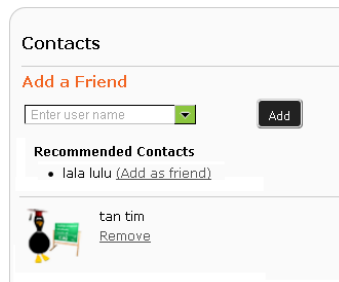 Contacts
Add a Friend
Enter user name
Add
Recommended Contacts
• lala lulu (Add as friend)
tan tim
Remove